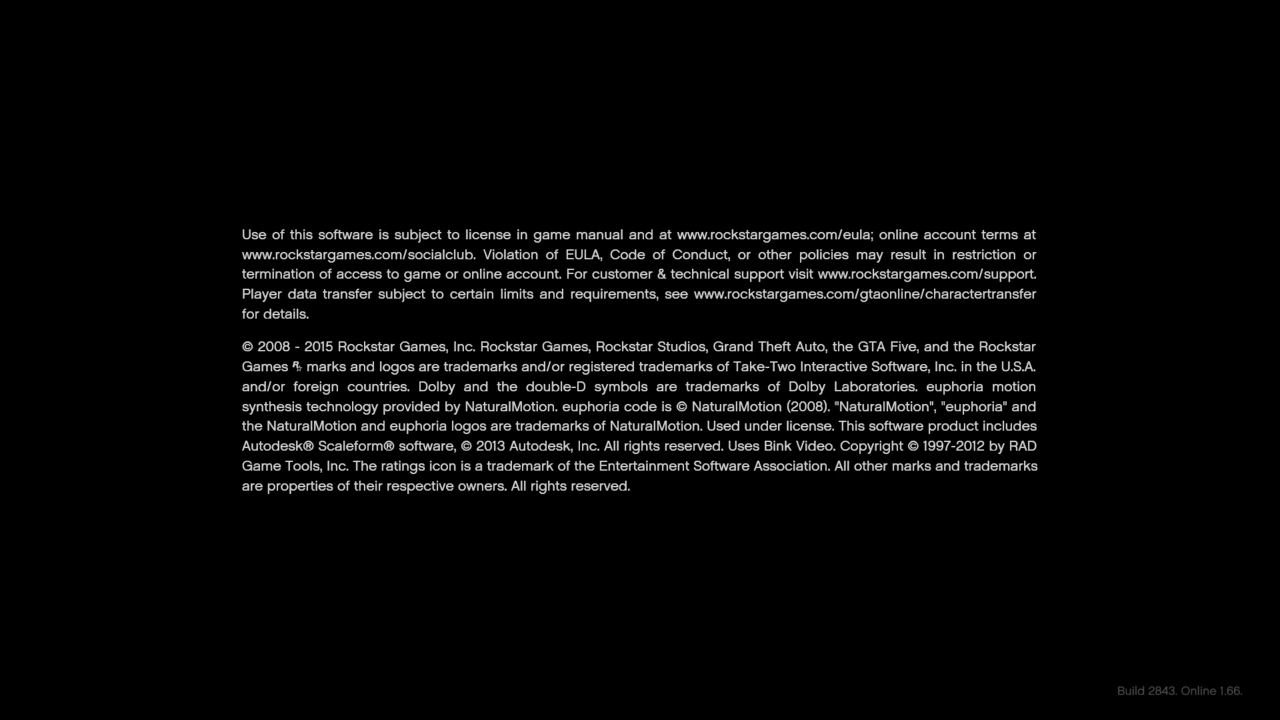 Use of this software is subject to license in game manual and at www.rockstargames.com/eula; online account terms at
www.rockstargames.com/socialclub. Violation of EULA, Code of Conduct, or other policies may result in restriction or
termination of access to game or online account. For customer & technical support visit www.rockstargames.com/support.
Player data transfer subject to certain limits and requirements, see www.rockstargames.com/gtaonline/charactertransfer
for details.
© 2008 - 2015 Rockstar Games, Inc. Rockstar Games, Rockstar Studios, Grand Theft Auto, the GTA Five, and the Rockstar
Games R* marks and logos are trademarks and/or registered trademarks of Take-Two Interactive Software, Inc. in the U.S.A.
and/or foreign countries. Dolby and the double-D symbols are trademarks of Dolby Laboratories. euphoria motion
synthesis technology provided by NaturalMotion. euphoria code is © NaturalMotion (2008). "NaturalMotion", "euphoria" and
the NaturalMotion and euphoria logos are trademarks of NaturalMotion. Used under license. This software product includes
Autodesk® Scaleform® software, © 2013 Autodesk, Inc. All rights reserved. Uses Bink Video. Copyright © 1997-2012 by RAD
Game Tools, Inc. The ratings icon is a trademark of the Entertainment Software Association. All other marks and trademarks
are properties of their respective owners. All rights reserved.
Build 2843. Online 1.66.